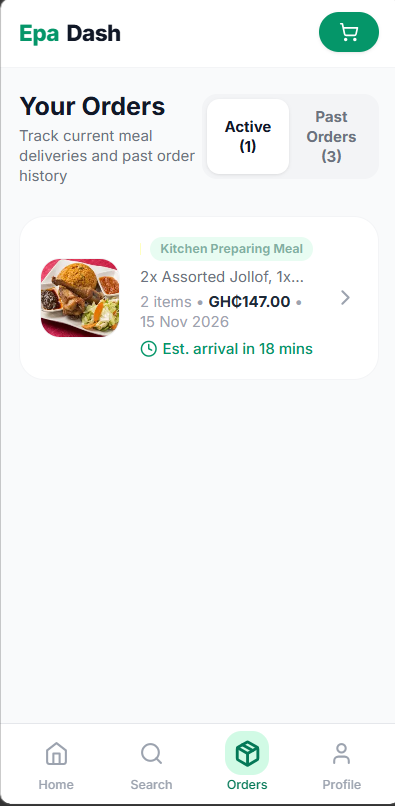 Epa Dash
Your Orders
Track current meal
deliveries and past order
history
Active
(1)
Past
Orders
(3)
Kitchen Preparing Meal
2x Assorted Jollof, 1x...
2 items • GH₵147.00 •
15 Nov 2026
Est. arrival in 18 mins
Home
Search
Orders
Profile